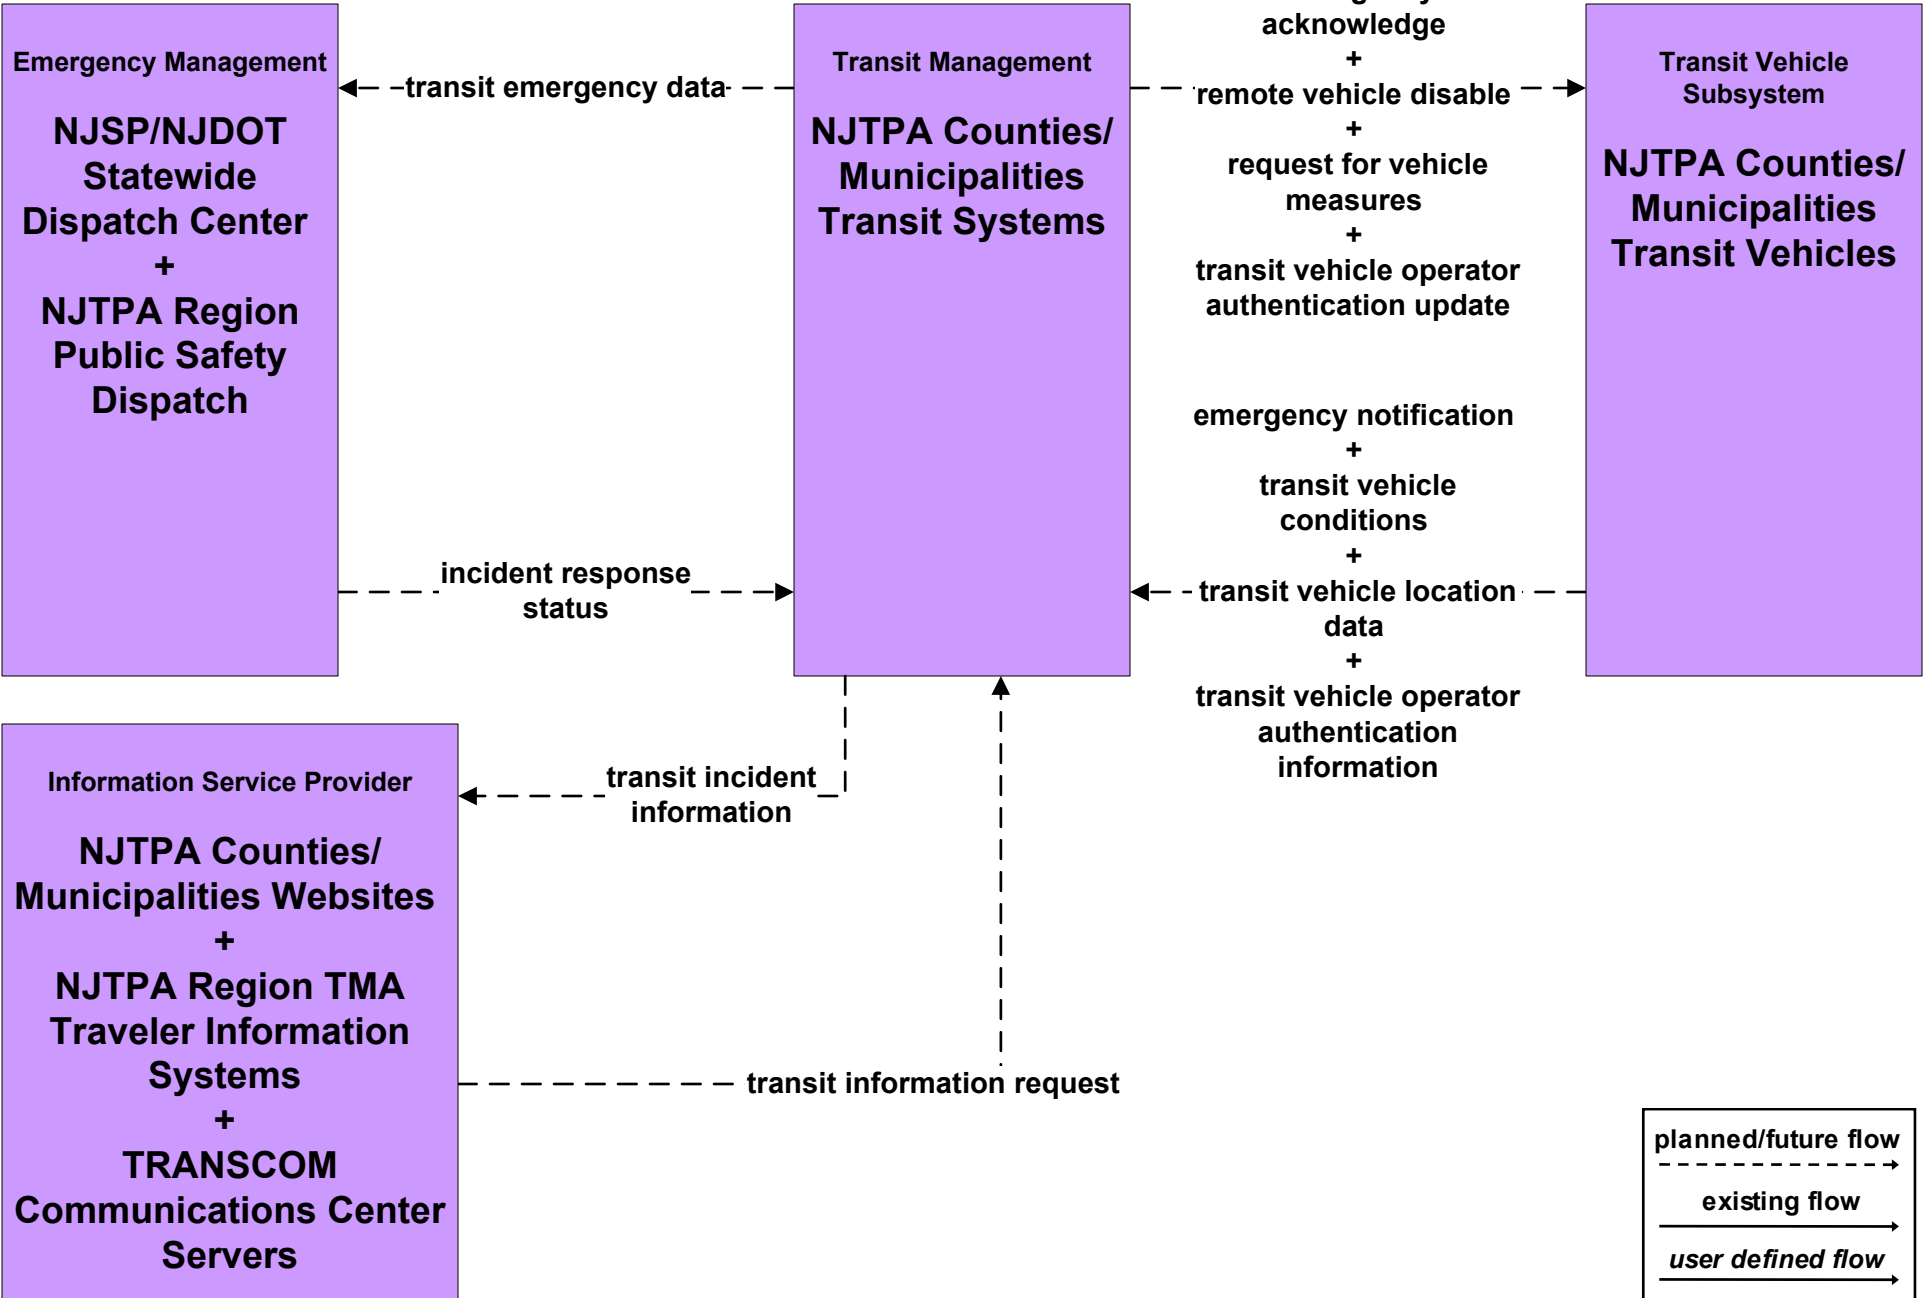 Emergency Management
NJSP/NJDOT
Statewide
Dispatch Center
+
NJTPA Region
Public Safety
Dispatch
transit emergency data
incident response
status
Transit Management
NJTPA Counties/
Municipalities
Transit Systems
acknowledge
+
remote vehicle disable
+
request for vehicle
measures
+
transit vehicle operator
authentication update
emergency notification
+
transit vehicle
conditions
+
transit vehicle location
data
+
transit vehicle operator
authentication
information
Transit Vehicle
Subsystem
NJTPA Counties/
Municipalities
Transit Vehicles
Information Service Provider
NJTPA Counties/
Municipalities Websites
+
NJTPA Region TMA
Traveler Information
Systems
+
TRANSCOM
Communications Center
Servers
transit incident
information
transit information request
planned/future flow
existing flow
user defined flow